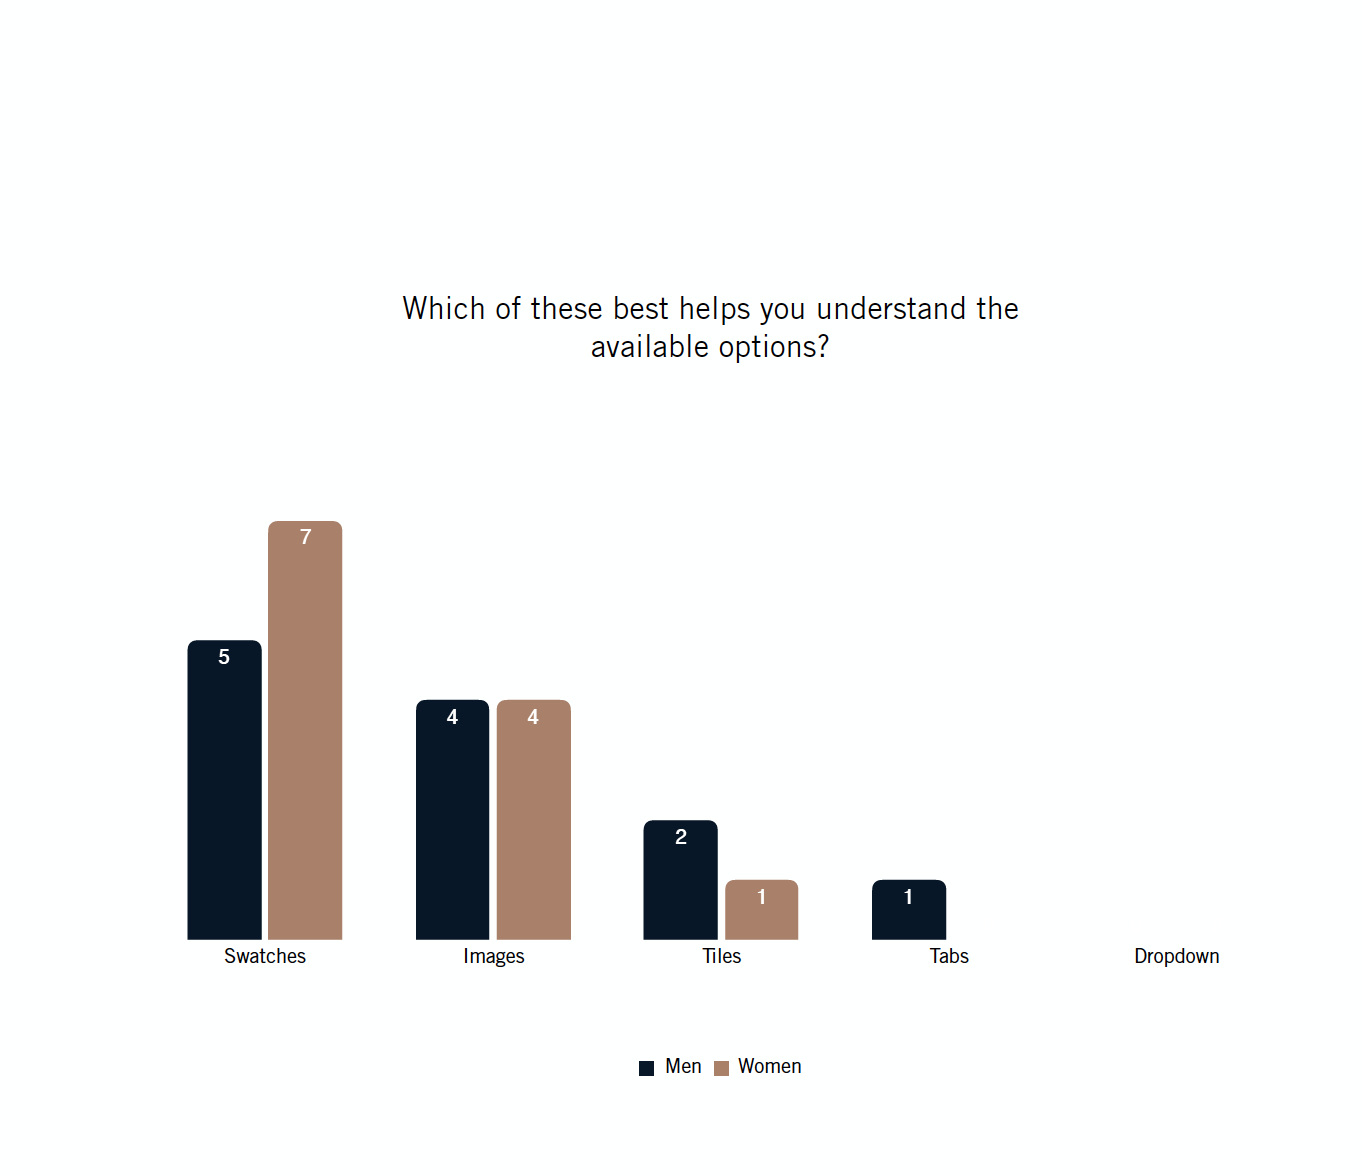 Which of these best helps you understand the
available options?
7
5
4 4
2
1 1
Swatches Images Tiles Tabs Dropdown
Men Women